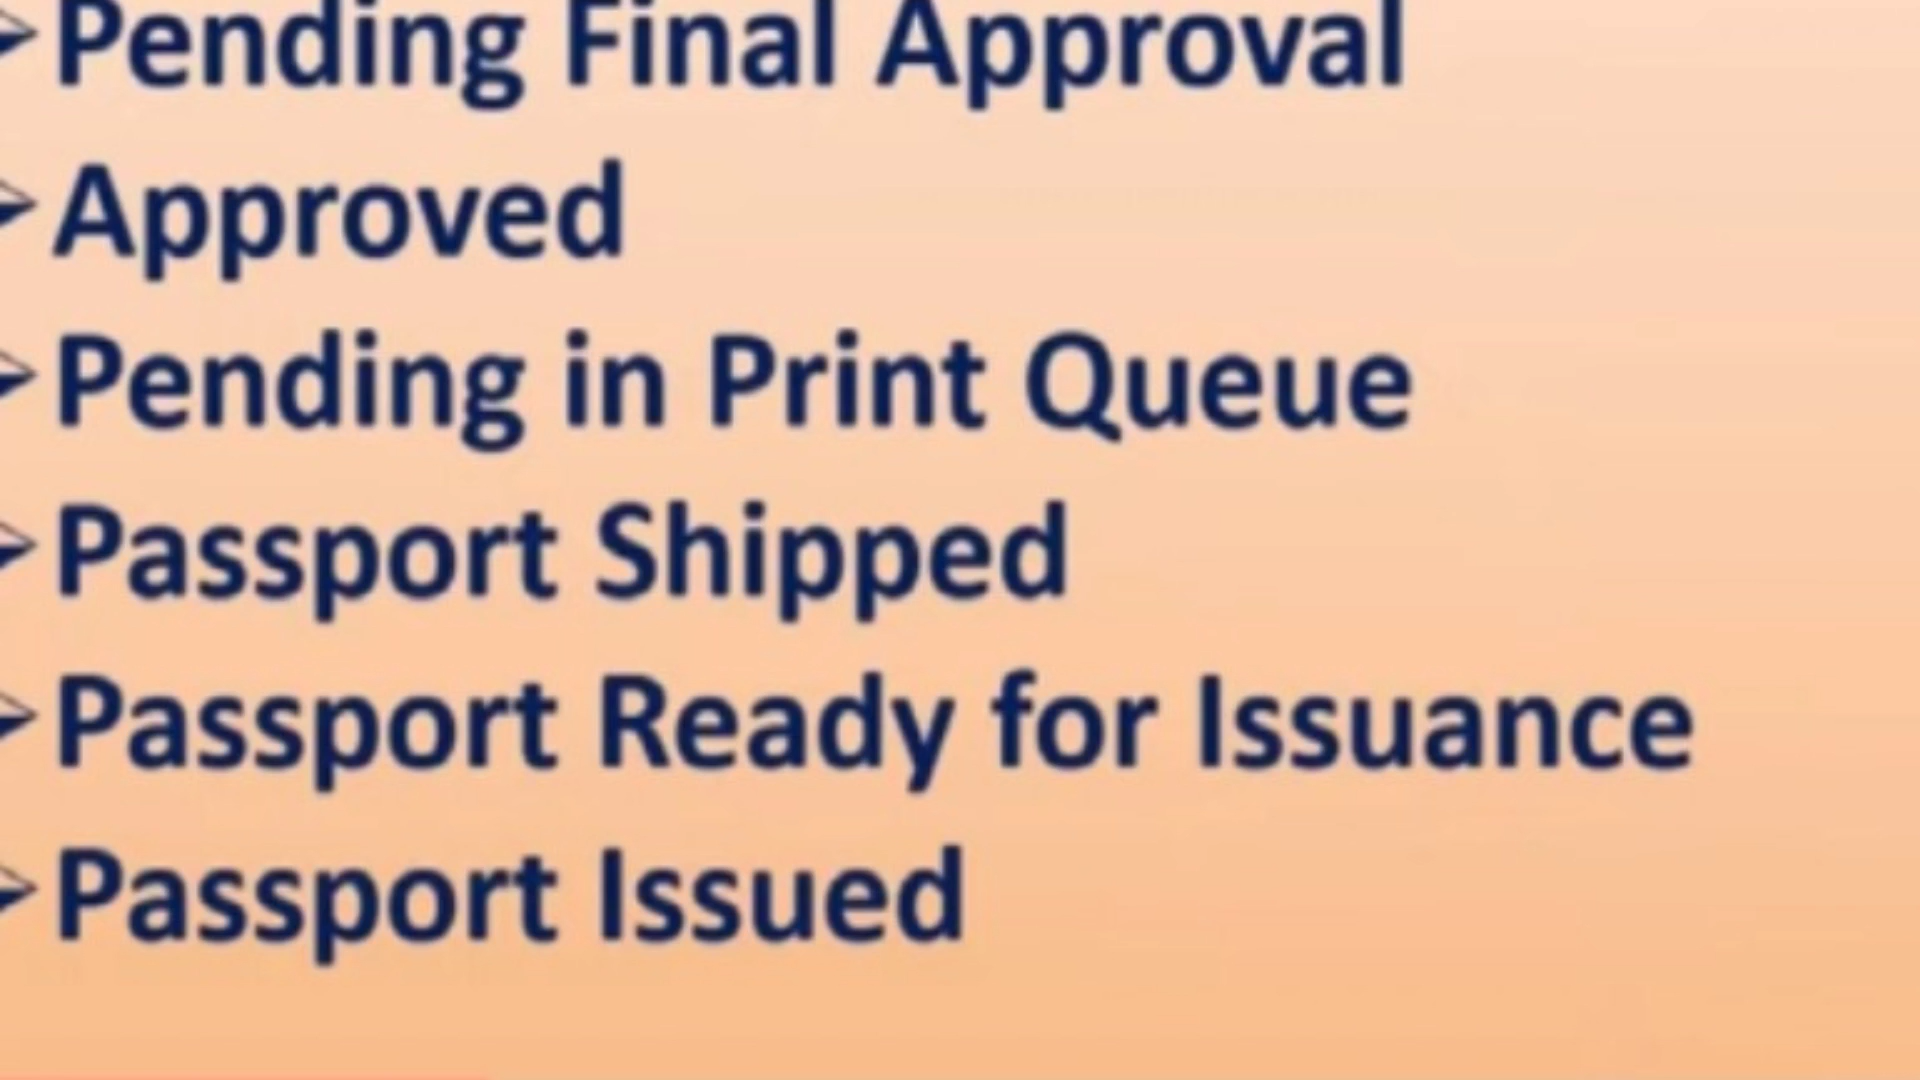 Pending Final Approval
Approved
Pending in Print Queue
Passport Shipped
Passport Ready for Issuance
Passport Issued